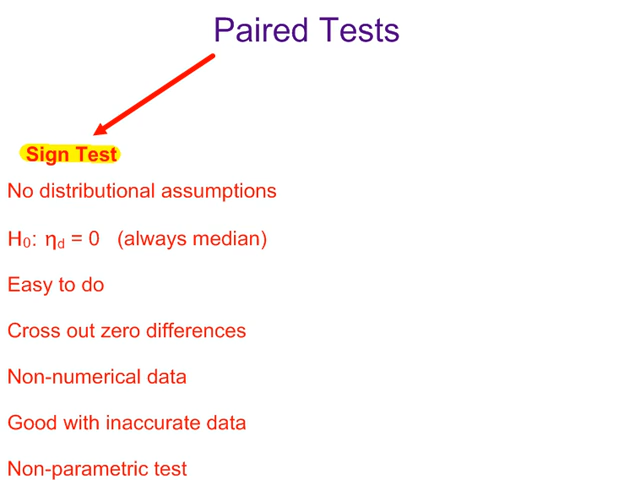 Paired Tests
Sign Test
No distributional assumptions
H₀: η_d = 0 (always median)
Easy to do
Cross out zero differences
Non-numerical data
Good with inaccurate data
Non-parametric test